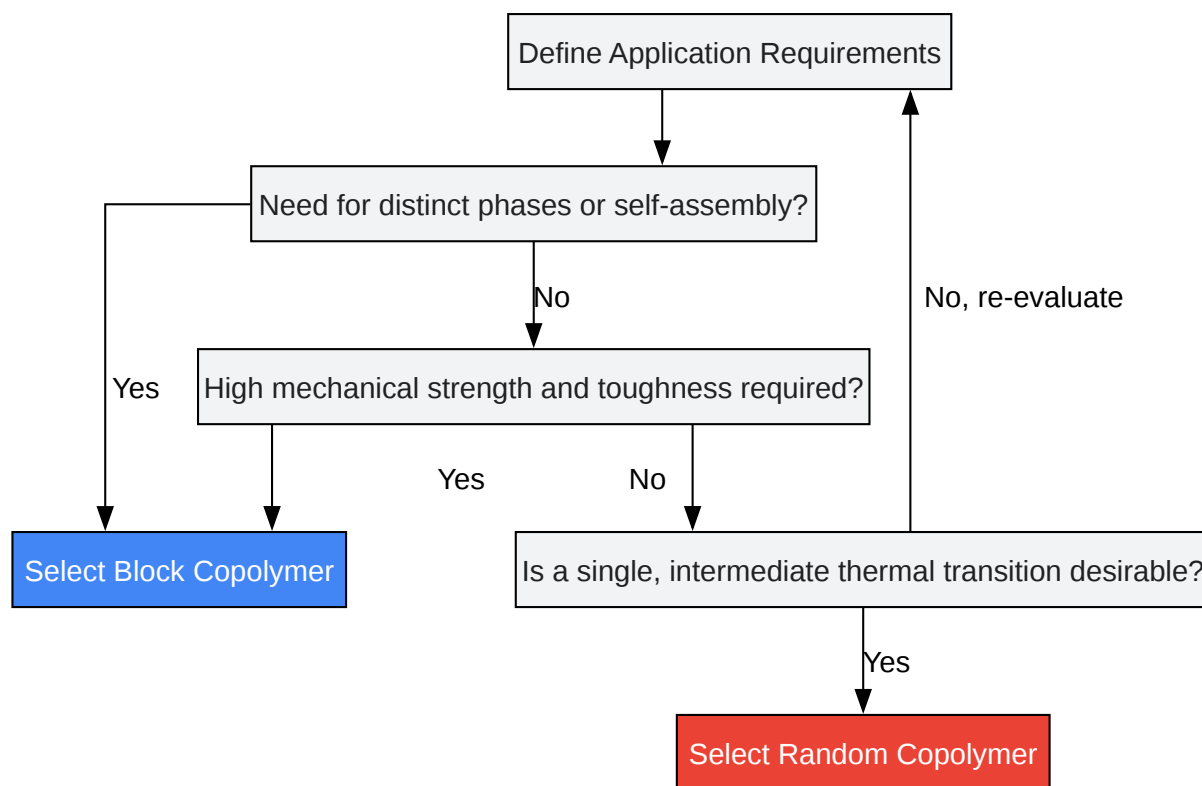 Define Application Requirements
Need for distinct phases or self-assembly?
No
No, re-evaluate
Yes
High mechanical strength and toughness required?
Yes
No
Select Block Copolymer
Is a single, intermediate thermal transition desirable?
Yes
Select Random Copolymer